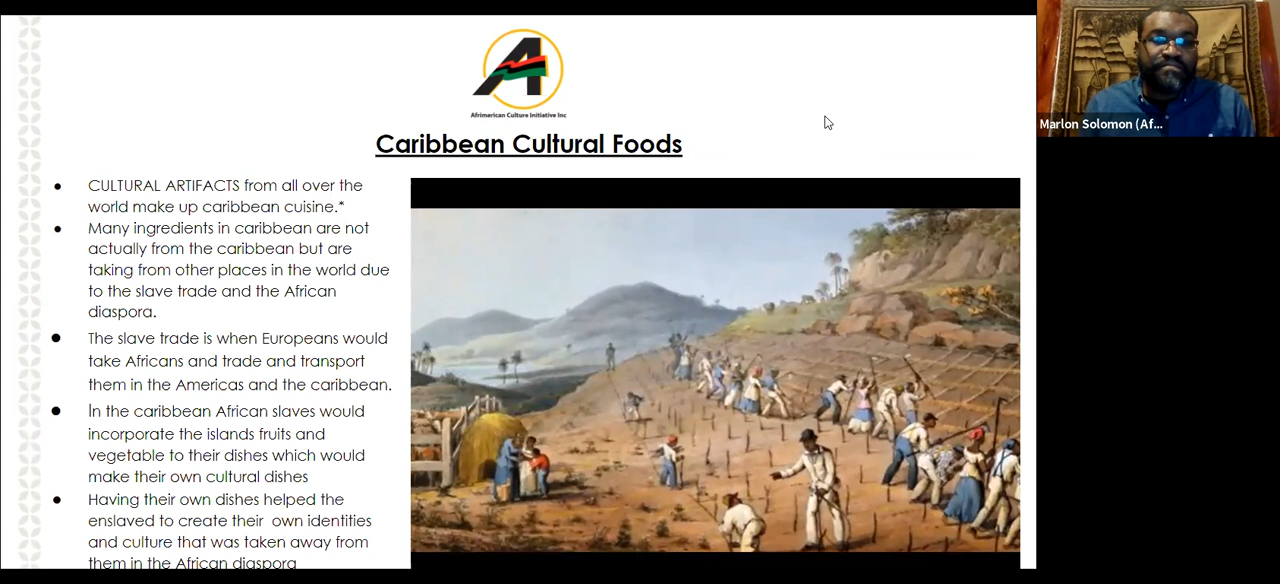 Afrimerican Culture Initiative Inc
Caribbean Cultural Foods
CULTURAL ARTIFACTS from all over the
world make up caribbean cuisine.*
Many ingredients in caribbean are not
actually from the caribbean but are
taking from other places in the world due
to the slave trade and the African
diaspora.
The slave trade is when Europeans would
take Africans and trade and transport
them in the Americas and the caribbean.
In the caribbean African slaves would
incorporate the islands fruits and
vegetable to their dishes which would
make their own cultural dishes
Having their own dishes helped the
enslaved to create their own identities
and culture that was taken away from
them in the African diaspora
Marlon Solomon (Af...